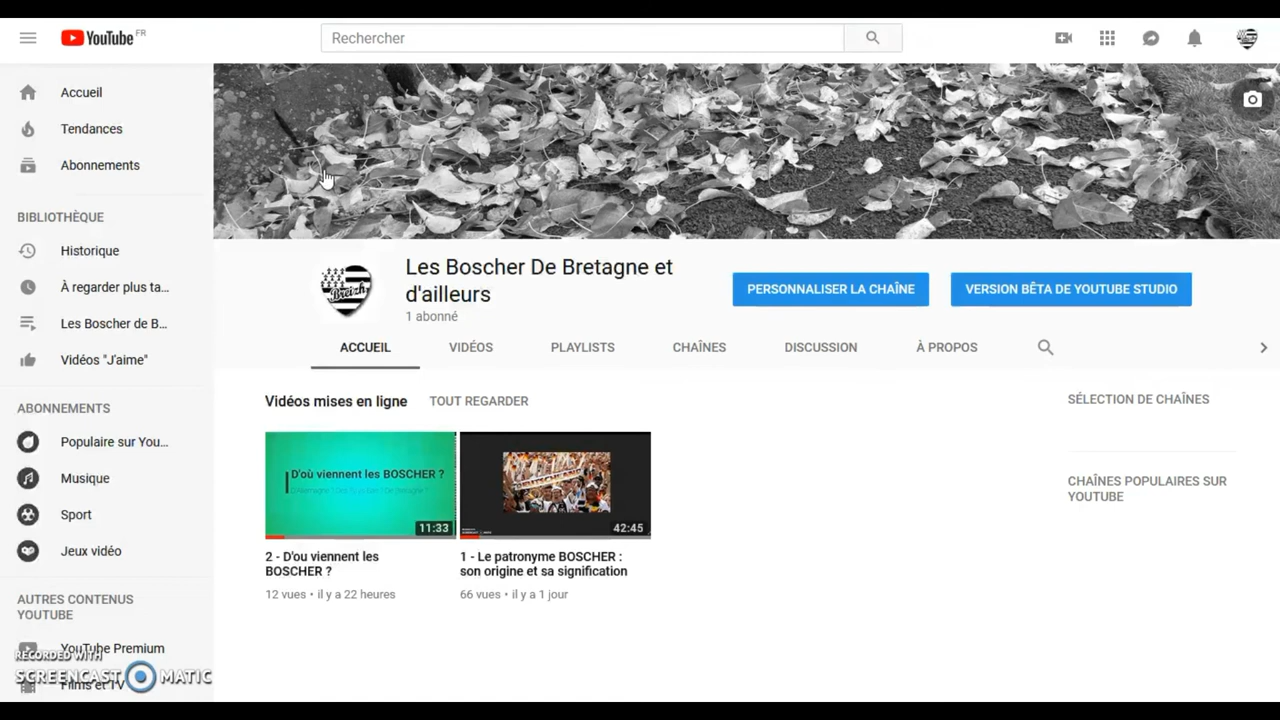 YouTube FR
Rechercher
Accueil
Tendances
Abonnements
BIBLIOTHÈQUE
Historique
À regarder plus ta...
Les Boscher de B...
Vidéos "J'aime"
ABONNEMENTS
Populaire sur You...
Musique
Sport
Jeux vidéo
AUTRES CONTENUS
YOUTUBE
YouTube Premium
Films et TV
RECORDED WITH
SCREENCAST MATIC
Breizh
Les Boscher De Bretagne et
d'ailleurs
1 abonné
PERSONNALISER LA CHAÎNE
VERSION BÊTA DE YOUTUBE STUDIO
ACCUEIL
VIDÉOS
PLAYLISTS
CHAÎNES
DISCUSSION
À PROPOS
Vidéos mises en ligne
TOUT REGARDER
D'où viennent les BOSCHER ?
11:33
2 - D'ou viennent les
BOSCHER ?
12 vues • il y a 22 heures
42:45
1 - Le patronyme BOSCHER :
son origine et sa signification
66 vues • il y a 1 jour
SÉLECTION DE CHAÎNES
CHAÎNES POPULAIRES SUR
YOUTUBE